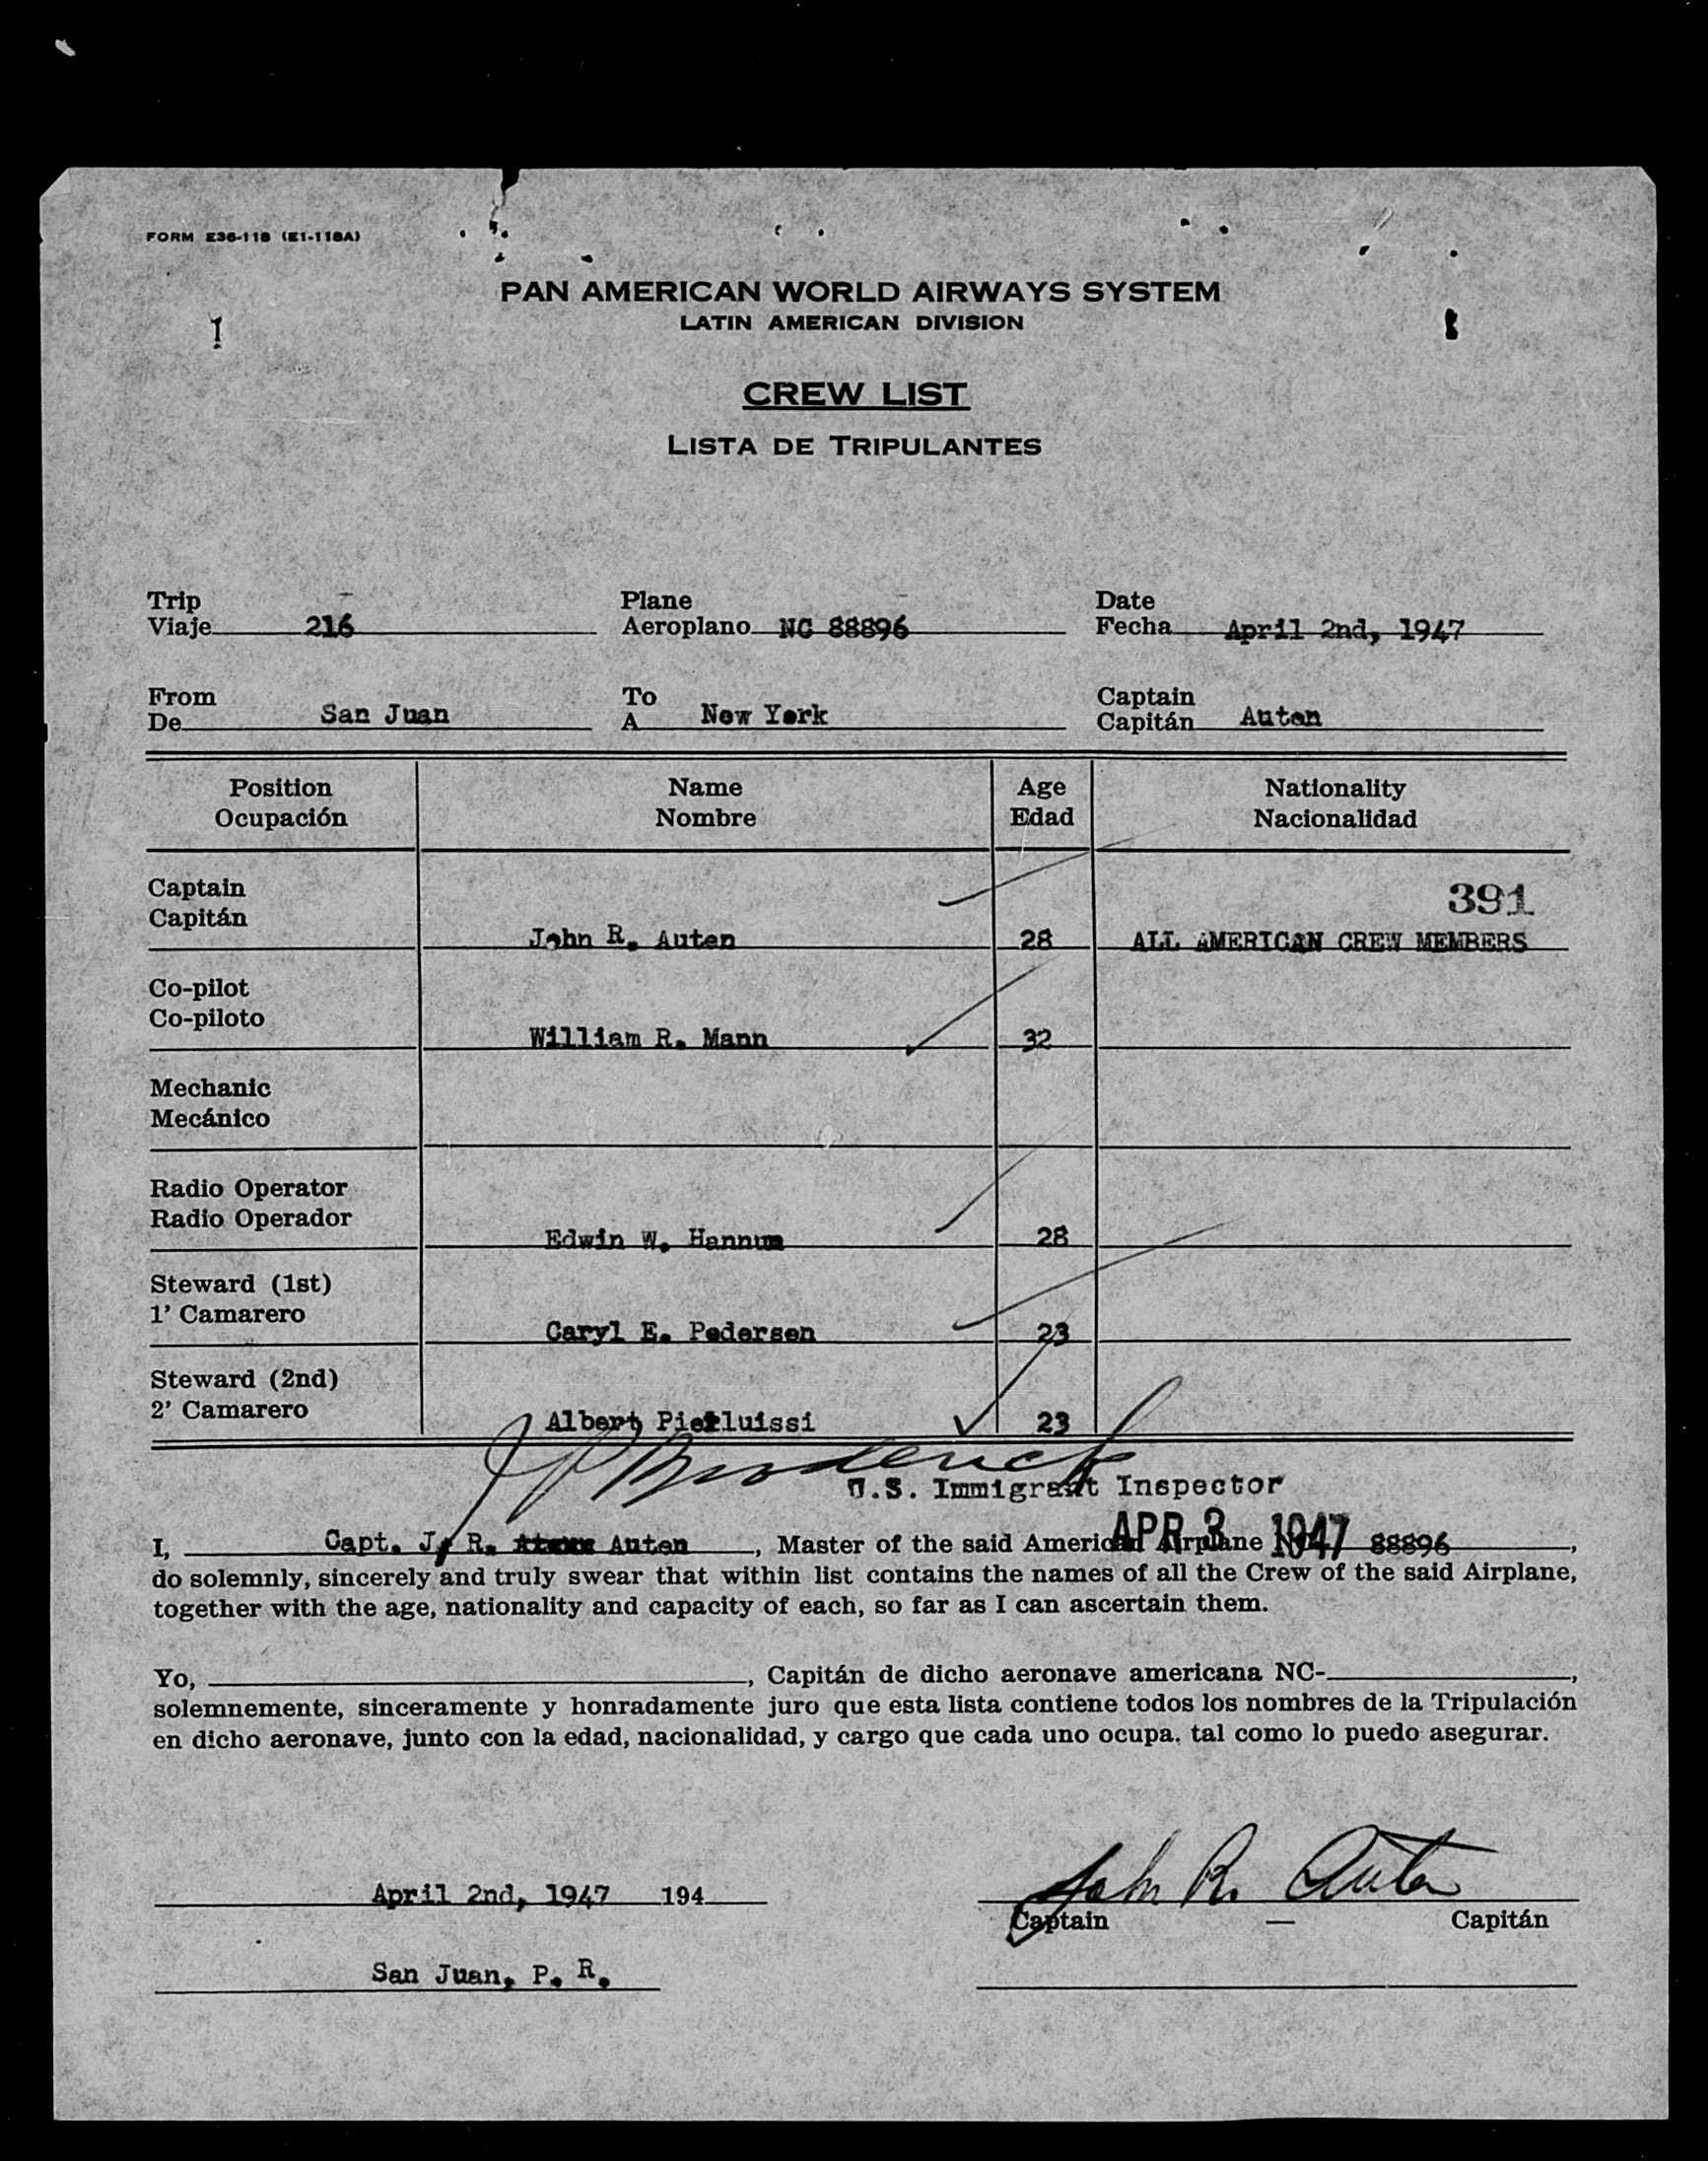 FORM E36-118 (E1-118A)
PAN AMERICAN WORLD AIRWAYS SYSTEM
LATIN AMERICAN DIVISION
CREW LIST
LISTA DE TRIPULANTES
Trip Plane Date
Viaje 216 Aeroplano NC 88896 Fecha April 2nd, 1947
From To Captain
De San Juan A New York Capitán Auten
Position Name Age Nationality
Ocupación Nombre Edad Nacionalidad
Captain 391
Capitán John R. Auten 28 ALL AMERICAN CREW MEMBERS
Co-pilot
Co-piloto William R. Mann 32
Mechanic
Mecánico
Radio Operator
Radio Operador Edwin W. Hannum 28
Steward (1st)
1' Camarero Caryl E. Pedersen 23
Steward (2nd)
2' Camarero Albert Pietluissi 23
J P Broderick
U.S. Immigrant Inspector
APR 3 1947
I, Capt. J. R. Auten, Master of the said American Airplane 88896,
do solemnly, sincerely and truly swear that within list contains the names of all the Crew of the said Airplane,
together with the age, nationality and capacity of each, so far as I can ascertain them.
Yo, , Capitán de dicho aeronave americana NC- ,
solemnemente, sinceramente y honradamente juro que esta lista contiene todos los nombres de la Tripulación
en dicho aeronave, junto con la edad, nacionalidad, y cargo que cada uno ocupa. tal como lo puedo asegurar.
April 2nd, 1947 194 John R. Auten
Captain — Capitán
San Juan, P. R.